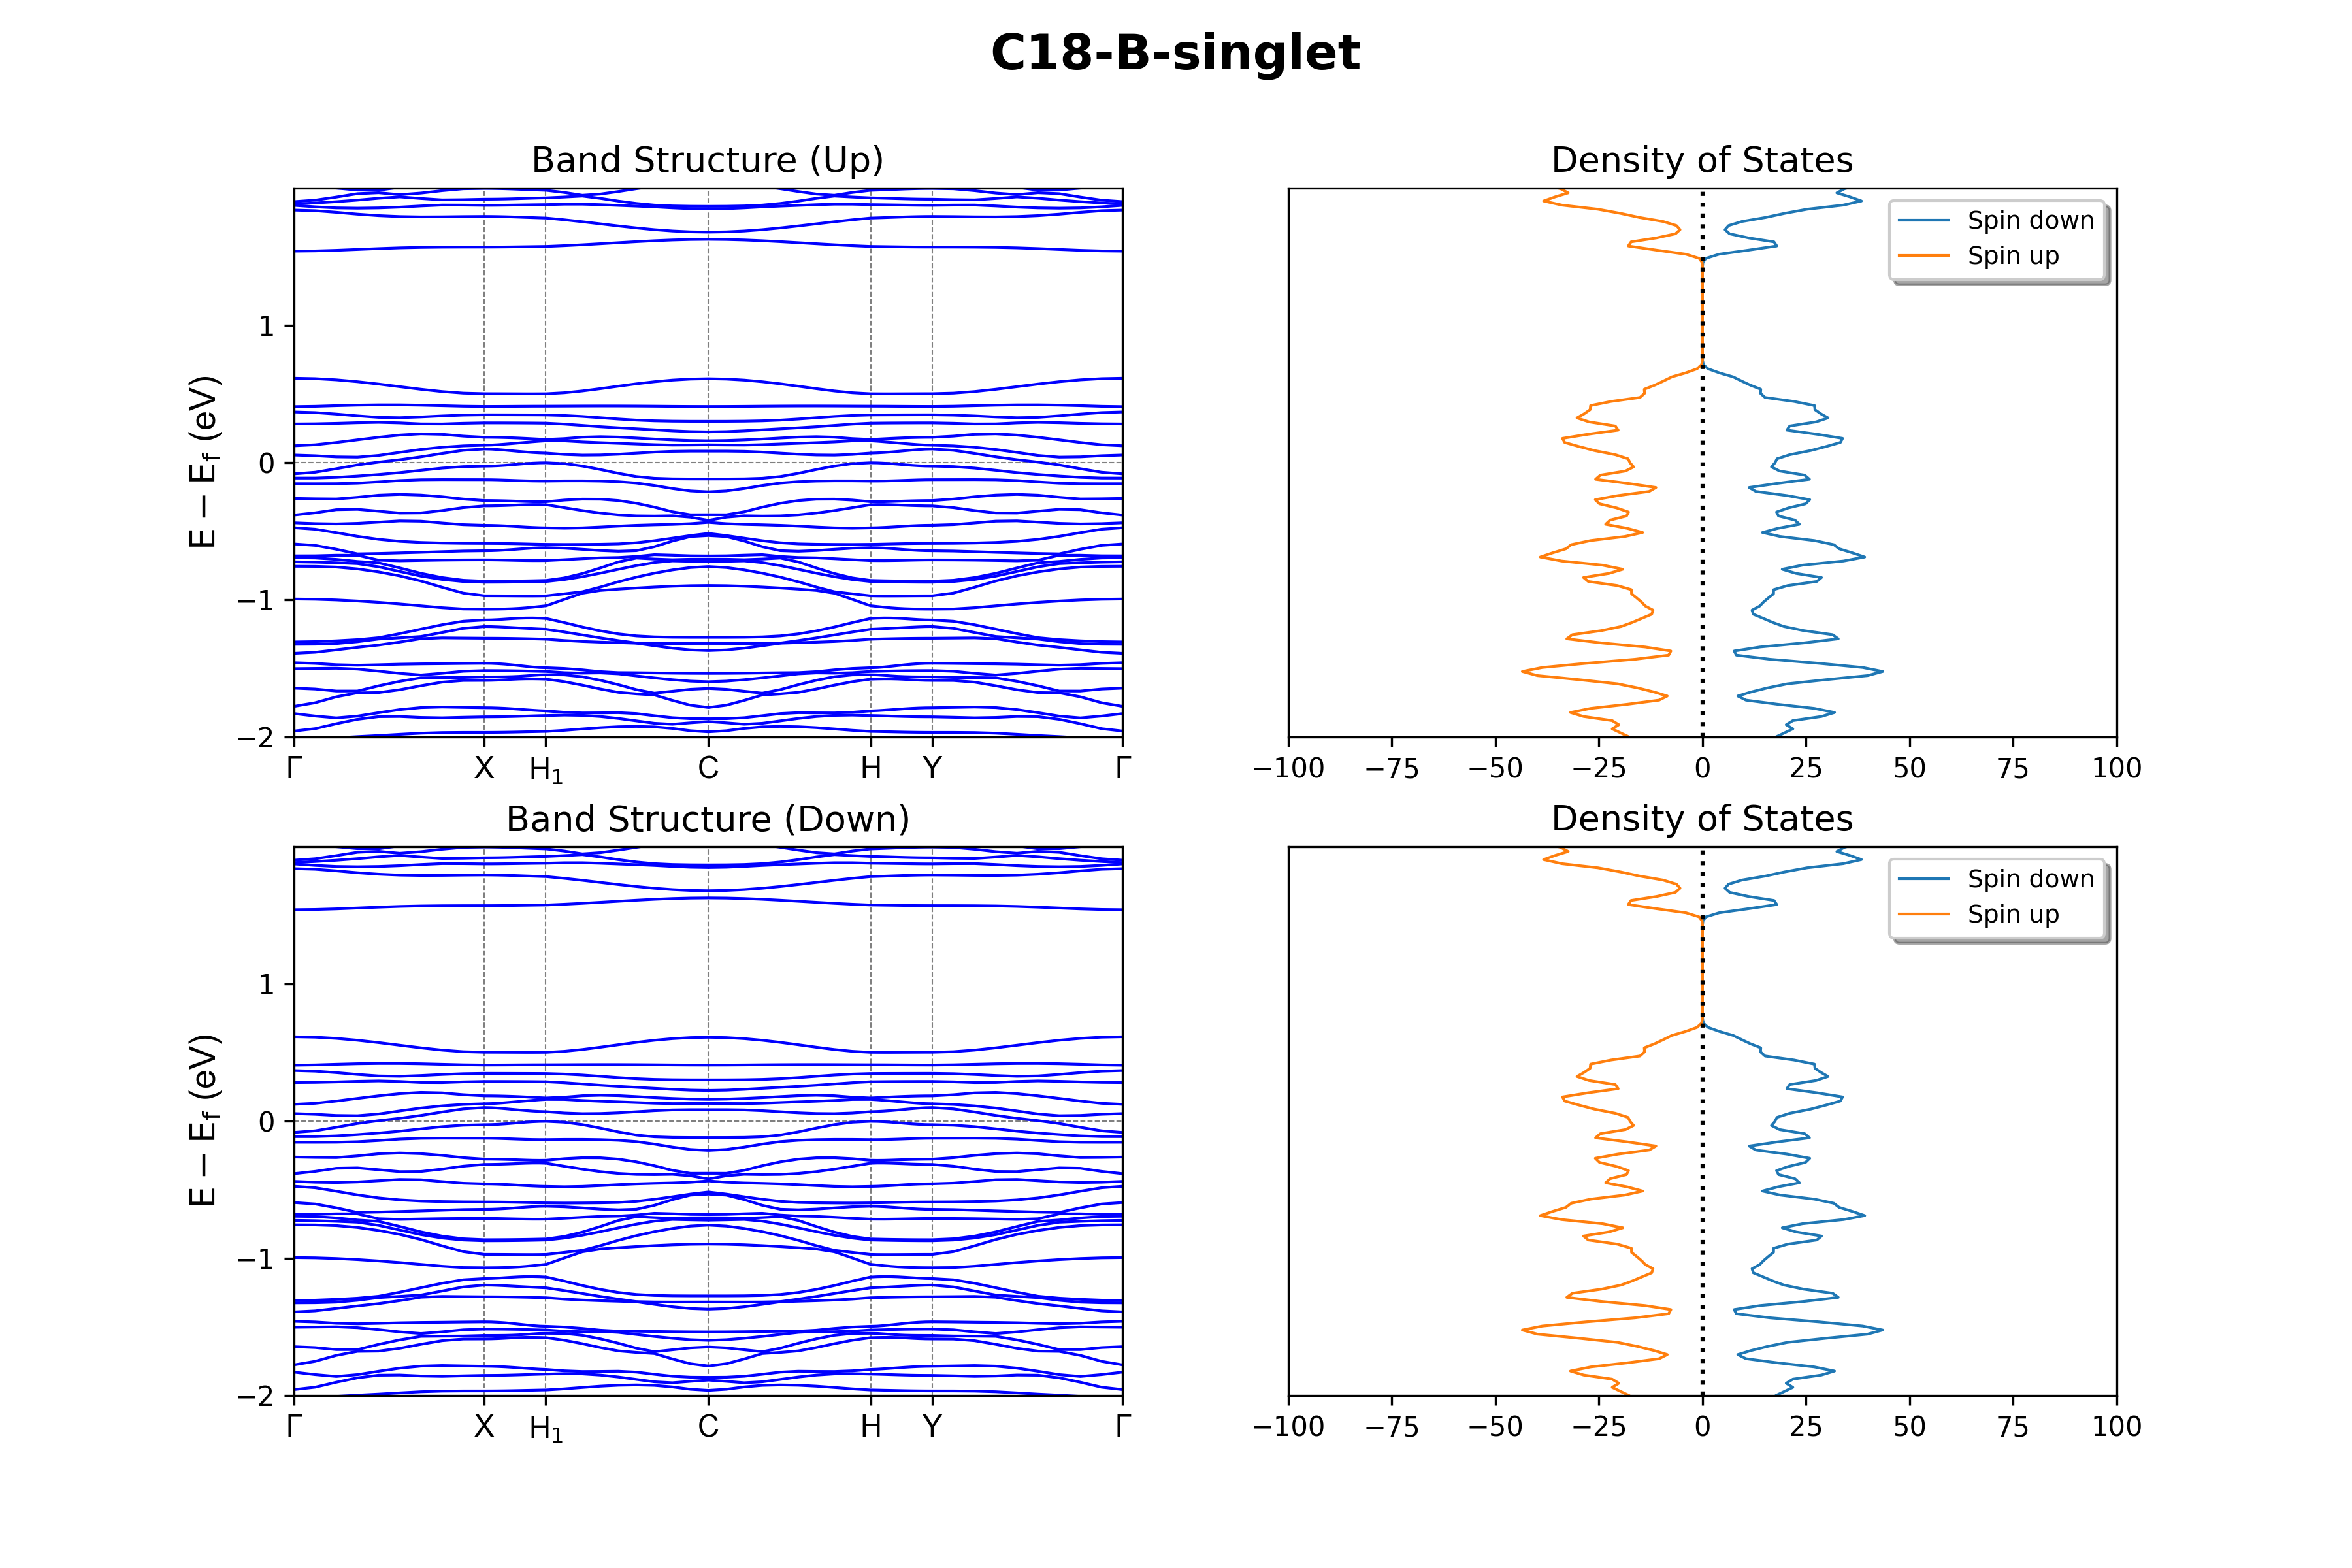 C18-B-singlet
Band Structure (Up)
E − E_f (eV)
1
0
−1
−2
Γ X H₁ C H Y Γ
Density of States
Spin down
Spin up
−100 −75 −50 −25 0 25 50 75 100
Band Structure (Down)
E − E_f (eV)
1
0
−1
−2
Γ X H₁ C H Y Γ
Density of States
Spin down
Spin up
−100 −75 −50 −25 0 25 50 75 100